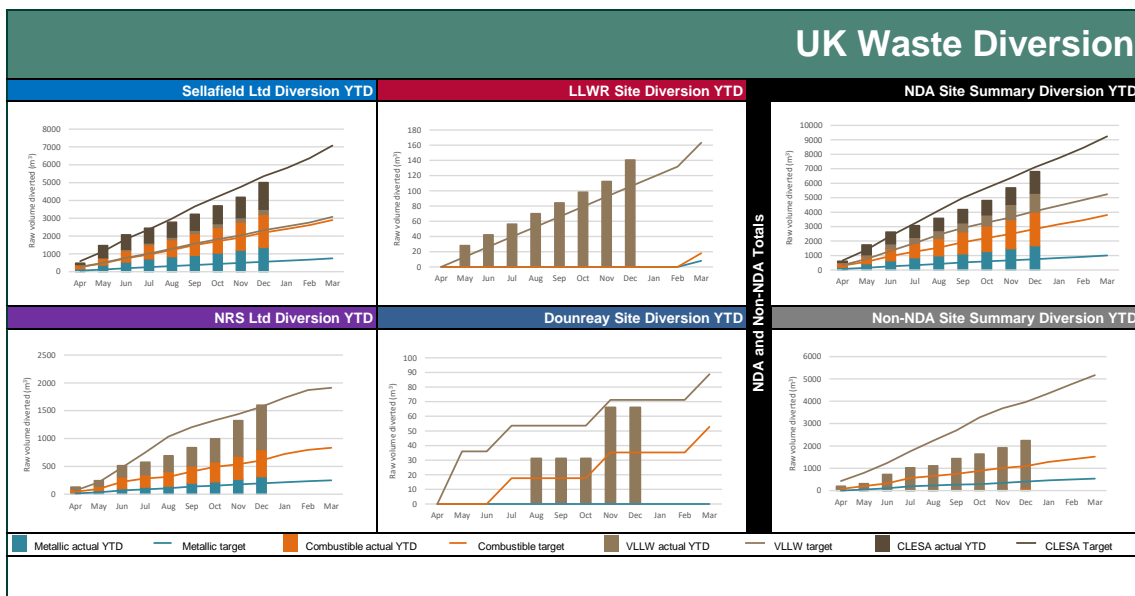 UK Waste Diversion
Sellafield Ltd Diversion YTD
LLWR Site Diversion YTD
NDA Site Summary Diversion YTD
Raw volume diverted (m³)
8000
7000
6000
5000
4000
3000
2000
1000
0
Apr May Jun Jul Aug Sep Oct Nov Dec Jan Feb Mar
Raw volume diverted (m³)
180
160
140
120
100
80
60
40
20
0
Apr May Jun Jul Aug Sep Oct Nov Dec Jan Feb Mar
NDA and Non-NDA Totals
Raw volume diverted (m³)
10000
9000
8000
7000
6000
5000
4000
3000
2000
1000
0
Apr May Jun Jul Aug Sep Oct Nov Dec Jan Feb Mar
NRS Ltd Diversion YTD
Dounreay Site Diversion YTD
Non-NDA Site Summary Diversion YTD
Raw volume diverted (m³)
2500
2000
1500
1000
500
0
Apr May Jun Jul Aug Sep Oct Nov Dec Jan Feb Mar
Raw volume diverted (m³)
100
90
80
70
60
50
40
30
20
10
0
Apr May Jun Jul Aug Sep Oct Nov Dec Jan Feb Mar
Raw volume diverted (m³)
6000
5000
4000
3000
2000
1000
0
Apr May Jun Jul Aug Sep Oct Nov Dec Jan Feb Mar
Metallic actual YTD Metallic target Combustible actual YTD Combustible target VLLW actual YTD VLLW target CLESA actual YTD CLESA Target